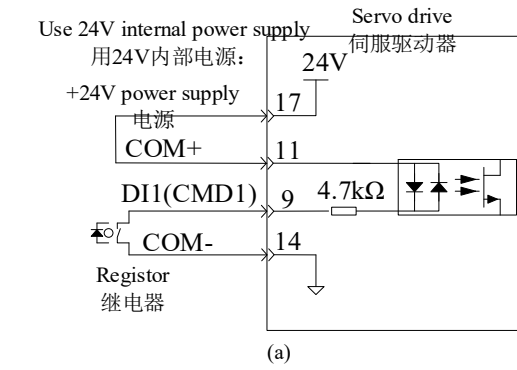 Use 24V internal power supply
用24V内部电源：
Servo drive
伺服驱动器
24V
+24V power supply
电源
17
COM+
11
DI1(CMD1)
9
4.7kΩ
COM-
14
Registor
继电器
(a)